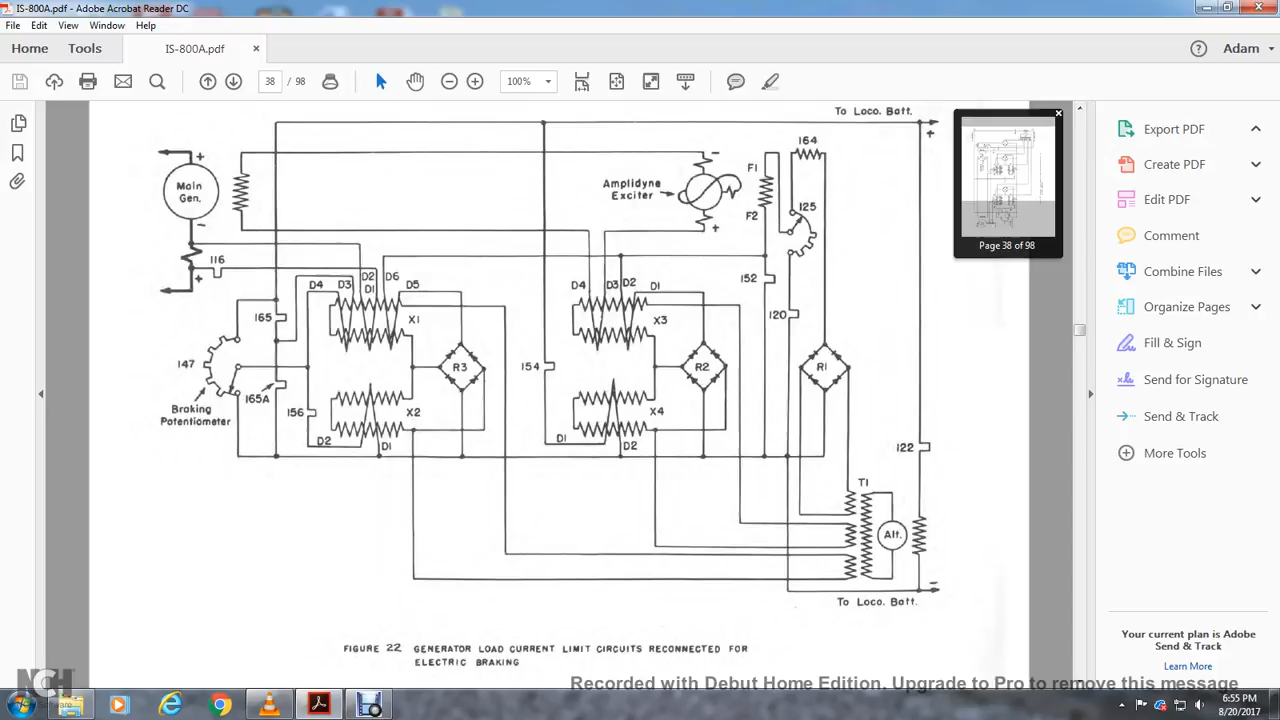 IS-800A.pdf - Adobe Acrobat Reader DC
File Edit View Window Help
Home Tools IS-800A.pdf × Adam
38 / 98 100%
To Loco. Batt.
+
164
+ Main Gen. -
Amplidyne Exciter
- +
F1
F2
125
116
+
D2 D6
D4 D3 D1 D5
D4 D3 D2 D1
152
165
X1
X3
120
147
R3
154
R2
R1
165A
Braking Potentiometer
156
X2
X4
D2 D1
D1 D2
122
T1
Alt.
-
To Loco. Batt.
FIGURE 22 GENERATOR LOAD CURRENT LIMIT CIRCUITS RECONNECTED FOR
ELECTRIC BRAKING
Page 38 of 98
Export PDF
Create PDF
Edit PDF
Comment
Combine Files
Organize Pages
Fill & Sign
Send for Signature
Send & Track
More Tools
Your current plan is Adobe
Send & Track
Learn More
NCH
Software
Recorded with Debut Home Edition. Upgrade to Pro to remove this message
6:55 PM
8/20/2017